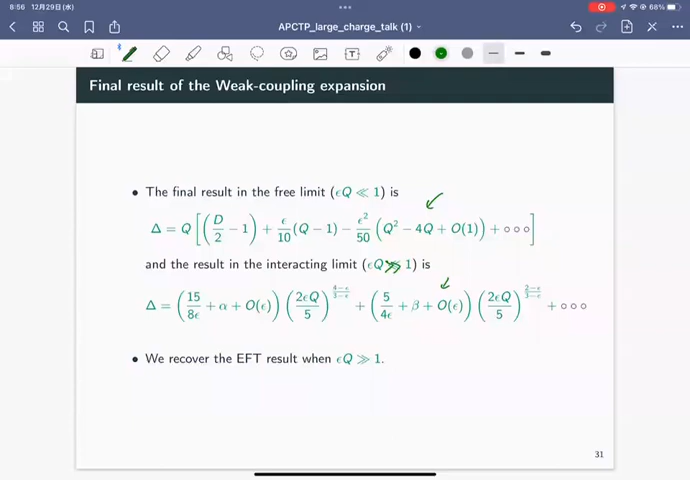 8:56 12月29日(水)
68%
APCTP_large_charge_talk (1)
Final result of the Weak-coupling expansion
• The final result in the free limit (ϵQ ≪ 1) is
Δ = Q [ (D/2 − 1) + ϵ/10 (Q − 1) − ϵ²/50 (Q² − 4Q + O(1)) + ∘∘∘ ]
and the result in the interacting limit (ϵQ ≫ 1) is
Δ = (15/8ϵ + α + O(ϵ)) (2ϵQ/5)^{4−ϵ/3−ϵ} + (5/4ϵ + β + O(ϵ)) (2ϵQ/5)^{2−ϵ/3−ϵ} + ∘∘∘
• We recover the EFT result when ϵQ ≫ 1.
31